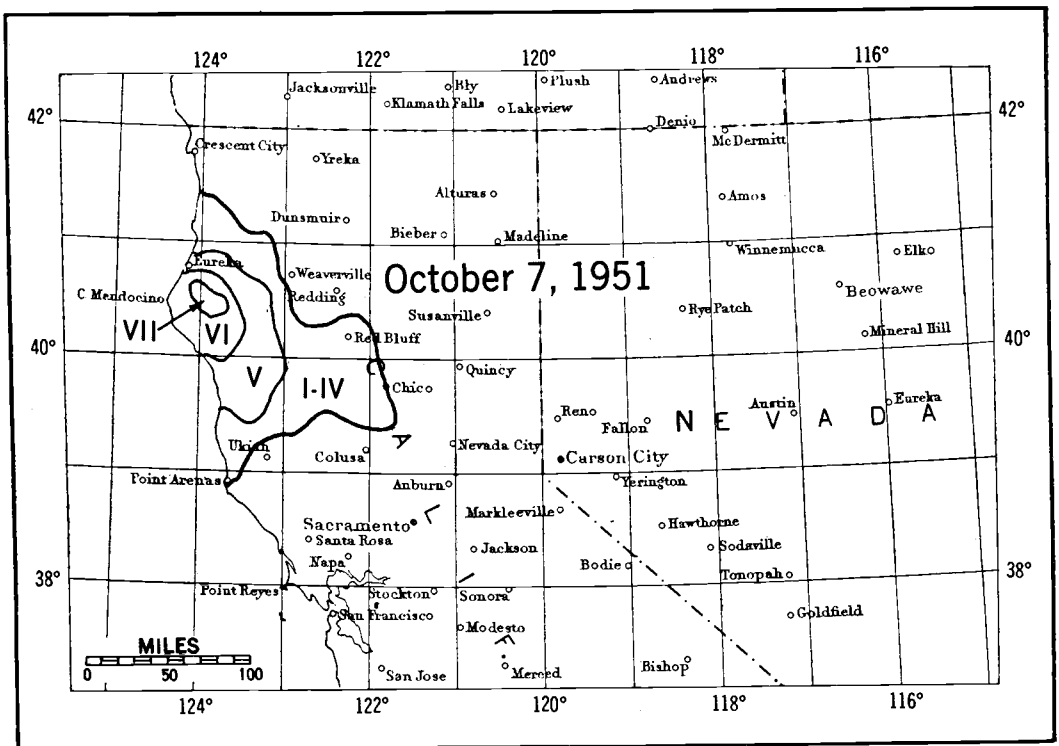 124° 122° 120° 118° 116°
Jacksonville
Bly
Plush
Andrews
Klamath Falls
Lakeview
42°
42°
Denio
Mc Dermitt
Crescent City
Yreka
Alturas
Amos
Dunsmuir
Bieber
Madeline
Winnemucca
Elko
Eureka
Weaverville
October 7, 1951
Beowawe
C. Mendocino
Redding
Susanville
Rye Patch
VII
VI
Red Bluff
Mineral Hill
40°
40°
V
I-IV
C
Quincy
Chico
Austin
Eureka
Reno
Fallon
N E V A D A
A
Ukiah
Colusa
Nevada City
Carson City
Point Arenas
Auburn
Yerington
L
Sacramento
Markleeville
Hawthorne
Santa Rosa
Jackson
Sodaville
Napa
I
Bodie
Tonopah
38°
38°
Point Reyes
Stockton
Sonora
San Francisco
Goldfield
Modesto
F.
MILES
0 50 100
San Jose
Merced
Bishop
124° 122° 120° 118° 116°